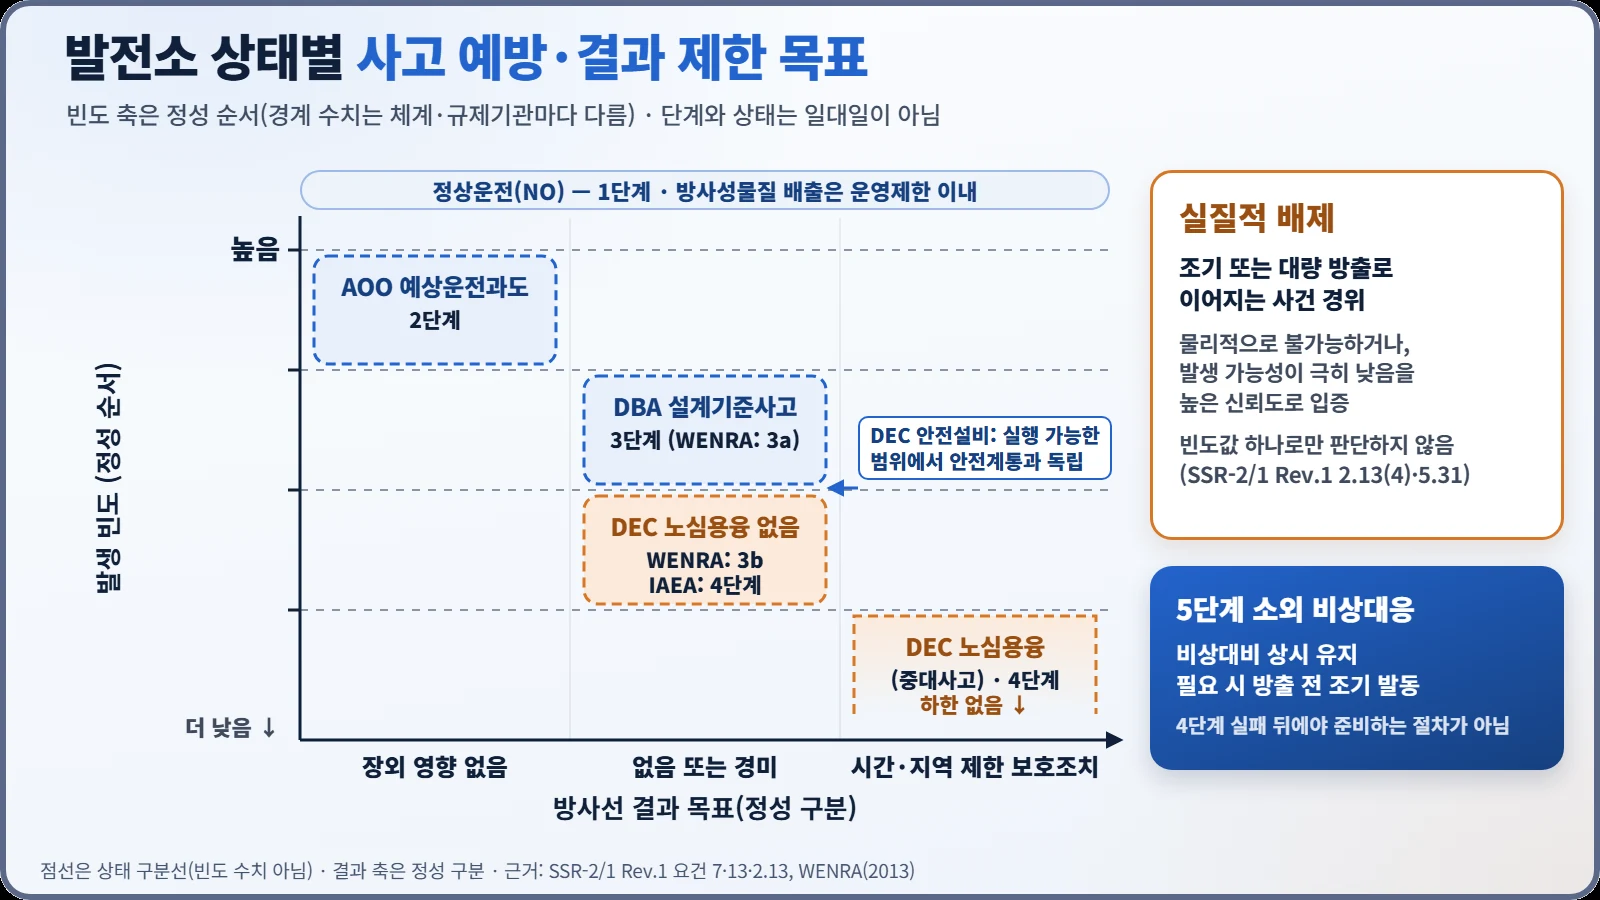 발전소 상태별 사고 예방·결과 제한 목표
빈도 축은 정성 순서(경계 수치는 체계·규제기관마다 다름) · 단계와 상태는 일대일이 아님
정상운전(NO) — 1단계 · 방사성물질 배출은 운영제한 이내
높음
AOO 예상운전과도
2단계
DBA 설계기준사고
3단계 (WENRA: 3a)
DEC 안전설비: 실행 가능한
범위에서 안전계통과 독립
DEC 노심용융 없음
WENRA: 3b
IAEA: 4단계
DEC 노심용융
(중대사고) · 4단계
하한 없음 ↓
발생 빈도 (정성 순서)
더 낮음 ↓
장외 영향 없음
없음 또는 경미
시간·지역 제한 보호조치
방사선 결과 목표(정성 구분)
실질적 배제
조기 또는 대량 방출로
이어지는 사건 경위
물리적으로 불가능하거나,
발생 가능성이 극히 낮음을
높은 신뢰도로 입증
빈도값 하나로만 판단하지 않음
(SSR-2/1 Rev.1 2.13(4)·5.31)
5단계 소외 비상대응
비상대비 상시 유지
필요 시 방출 전 조기 발동
4단계 실패 뒤에야 준비하는 절차가 아님
점선은 상태 구분선(빈도 수치 아님) · 결과 축은 정성 구분 · 근거: SSR-2/1 Rev.1 요건 7·13·2.13, WENRA(2013)